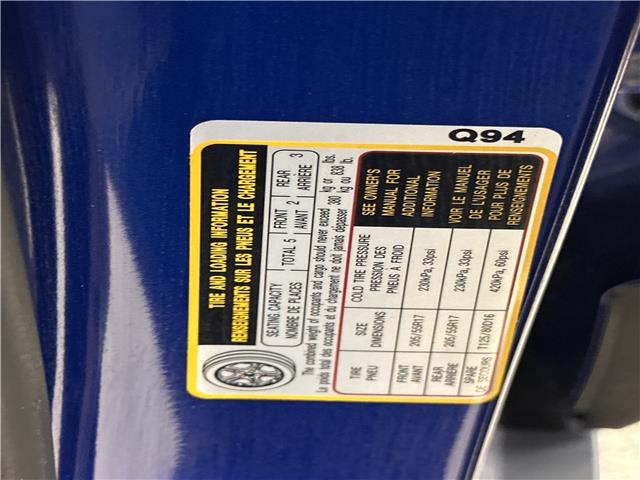 Q94
TIRE AND LOADING INFORMATION
RENSEIGNEMENTS SUR LES PNEUS ET LE CHARGEMENT
SEATING CAPACITY TOTAL 5 FRONT 2 REAR 3
NOMBRE DE PLACES AVANT ARRIÈRE
The combined weight of occupants and cargo should never exceed 380 kg or 838 lbs.
Le poids total des occupants et du chargement ne doit jamais dépasser 380 kg ou 838 lb.
TIRE SIZE COLD TIRE PRESSURE SEE OWNER'S
PNEU DIMENSIONS PRESSION DES MANUAL FOR
PNEUS À FROID ADDITIONAL
FRONT 205/55R17 230kPa, 33psi INFORMATION
AVANT
REAR 205/55R17 230kPa, 33psi VOIR LE MANUEL
ARRIÈRE DE L'USAGER
SPARE T125/80D16 420kPa, 60psi POUR PLUS DE
DE SECOURS RENSEIGNEMENTS